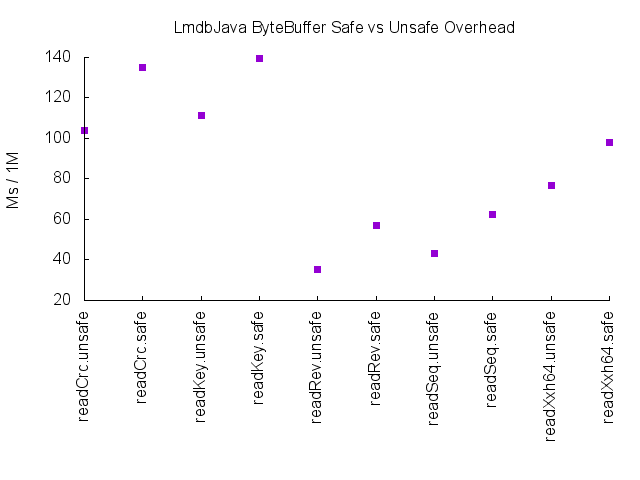 LmdbJava ByteBuffer Safe vs Unsafe Overhead
Ms / 1M
140
120
100
80
60
40
20
readCrc.unsafe
readCrc.safe
readKey.unsafe
readKey.safe
readRev.unsafe
readRev.safe
readSeq.unsafe
readSeq.safe
readXxh64.unsafe
readXxh64.safe